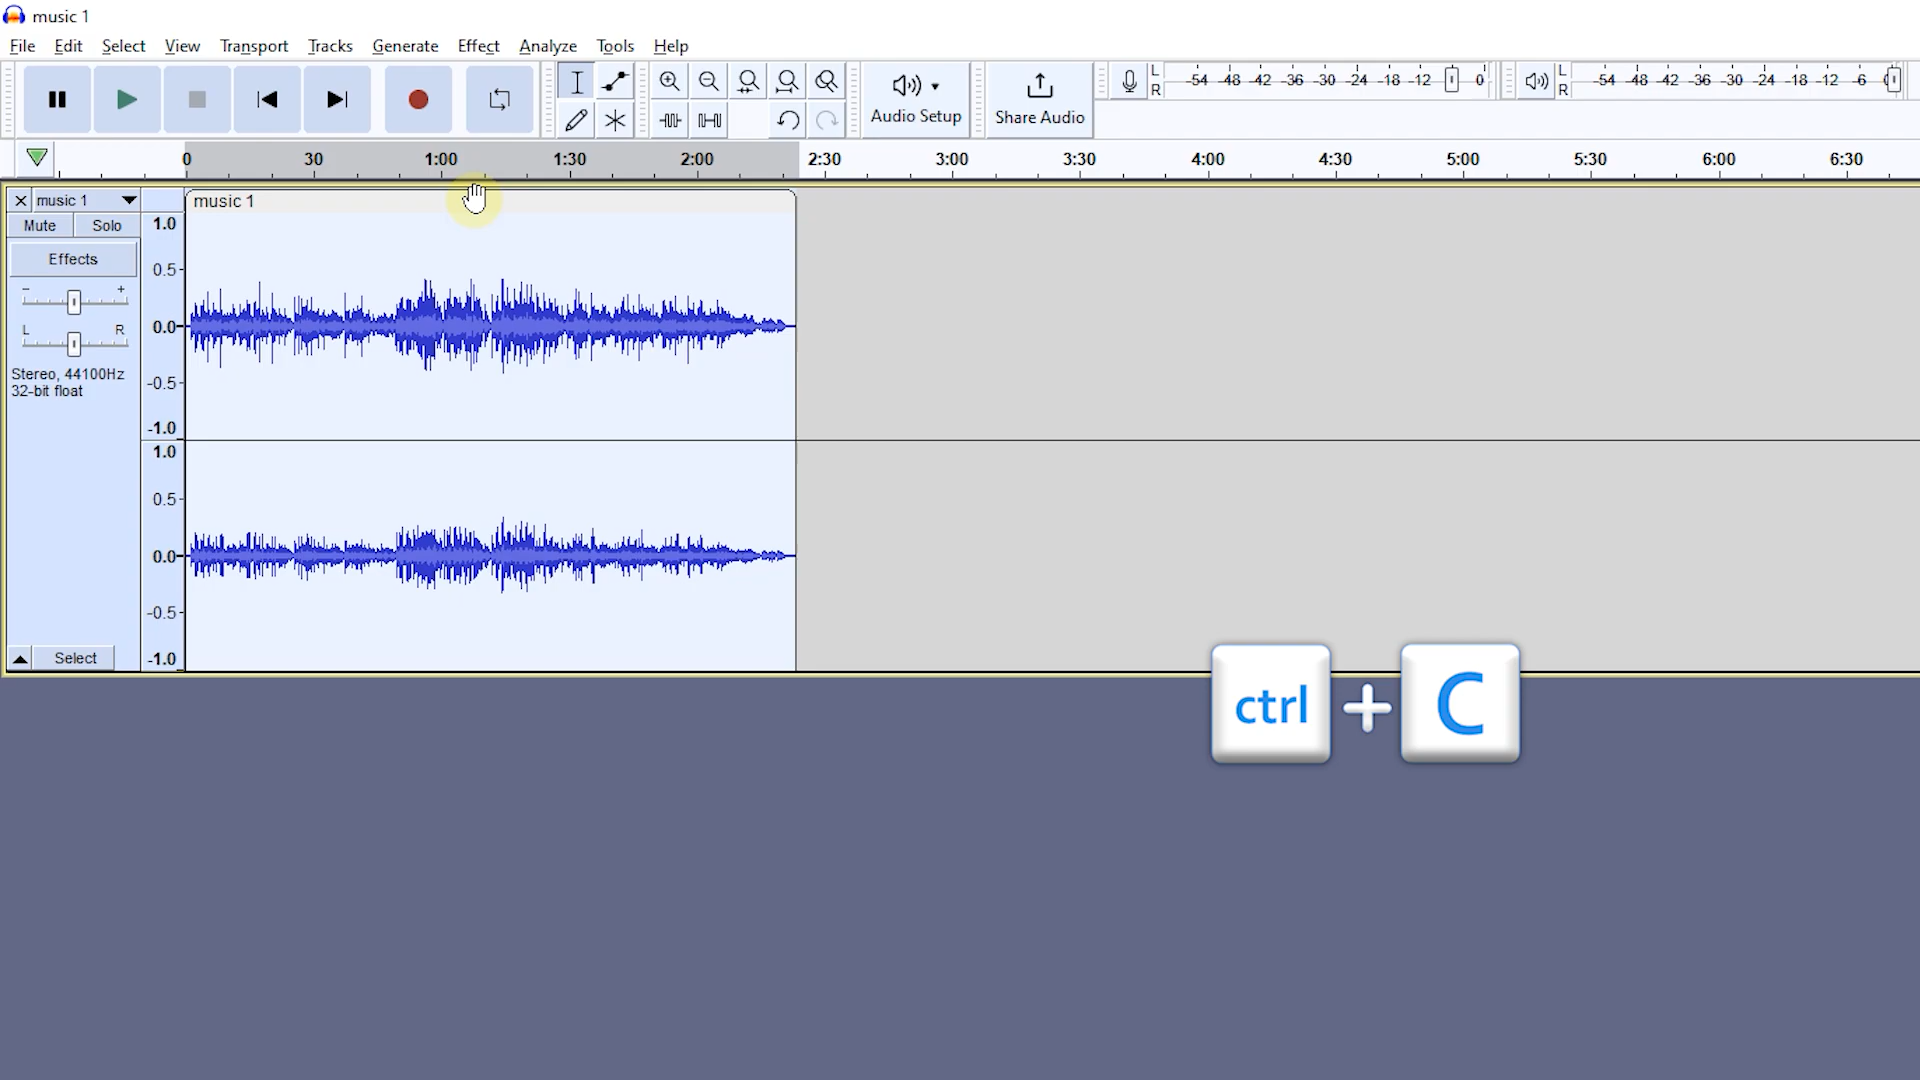 music 1
File Edit Select View Transport Tracks Generate Effect Analyze Tools Help
L -54 -48 -42 -36 -30 -24 -18 -12 0
R
L -54 -48 -42 -36 -30 -24 -18 -12 -6
R
Audio Setup Share Audio
0 30 1:00 1:30 2:00 2:30 3:00 3:30 4:00 4:30 5:00 5:30 6:00 6:30
music 1 music 1
Mute Solo
Effects
- +
L R
Stereo, 44100Hz
32-bit float
Select
1.0
0.5
0.0
-0.5
-1.0
1.0
0.5
0.0
-0.5
-1.0
ctrl + C